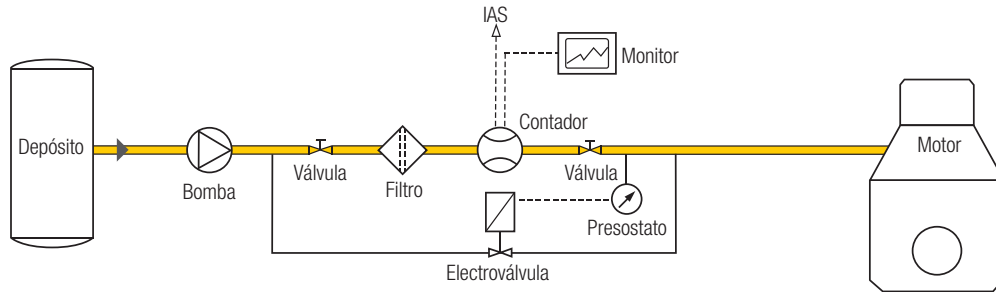 IAS
Monitor
Depósito
Bomba
Válvula
Filtro
Contador
Válvula
Motor
Presostato
Electroválvula